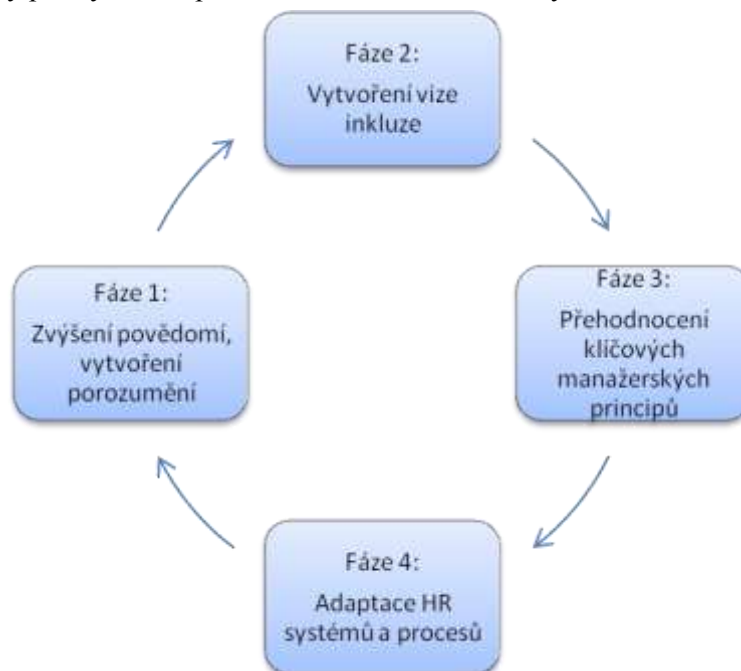 Fáze 2:
Vytvoření vize
inkluze
Fáze 1:
Zvýšení povědomí,
vytvoření
porozumění
Fáze 3:
Přehodnocení
klíčových
manažerských
principů
Fáze 4:
Adaptace HR
systémů a procesů